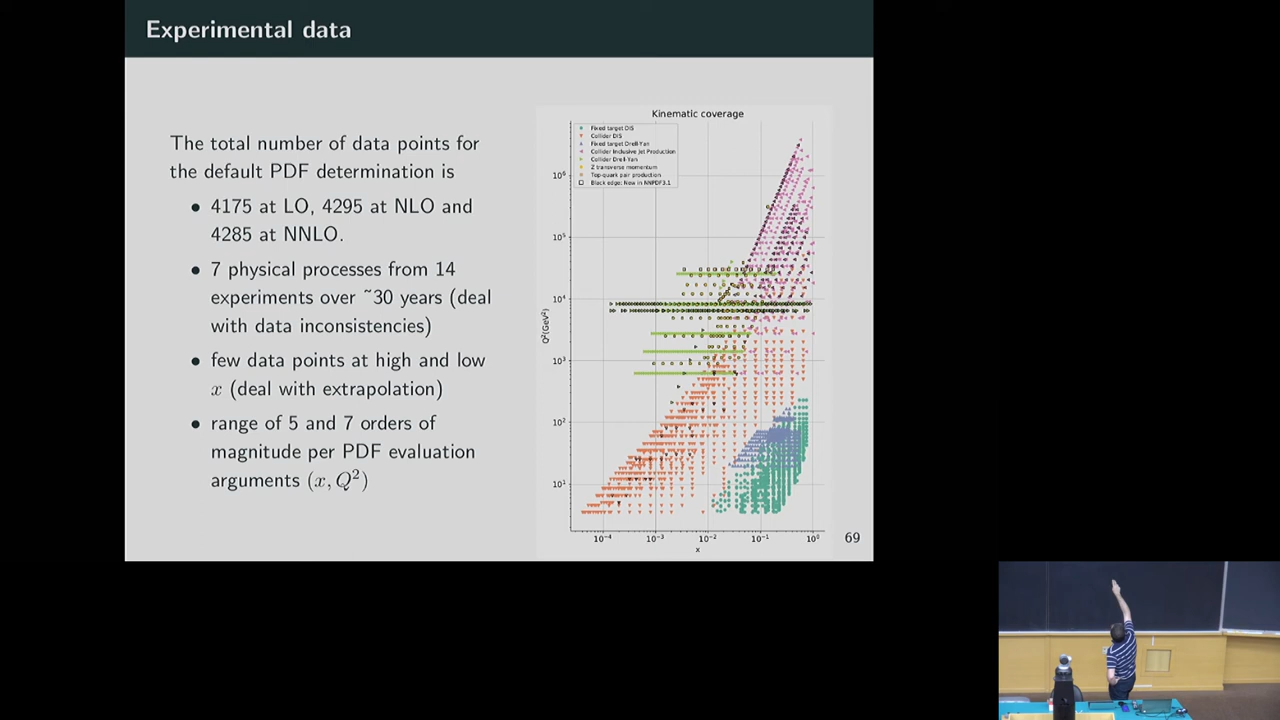 Experimental data
The total number of data points for
the default PDF determination is
• 4175 at LO, 4295 at NLO and
4285 at NNLO.
• 7 physical processes from 14
experiments over ~30 years (deal
with data inconsistencies)
• few data points at high and low
x (deal with extrapolation)
• range of 5 and 7 orders of
magnitude per PDF evaluation
arguments (x, Q²)
Kinematic coverage
Fixed target DIS
Collider DIS
Fixed target Drell-Yan
Collider Inclusive Jet Production
Collider Drell-Yan
Z transverse momentum
Top-quark pair production
Black edge: New in NNPDF3.1
10⁶
10⁵
10⁴
10³
10²
10¹
Q²(GeV²)
10⁻⁴ 10⁻³ 10⁻² 10⁻¹ 10⁰
x
69